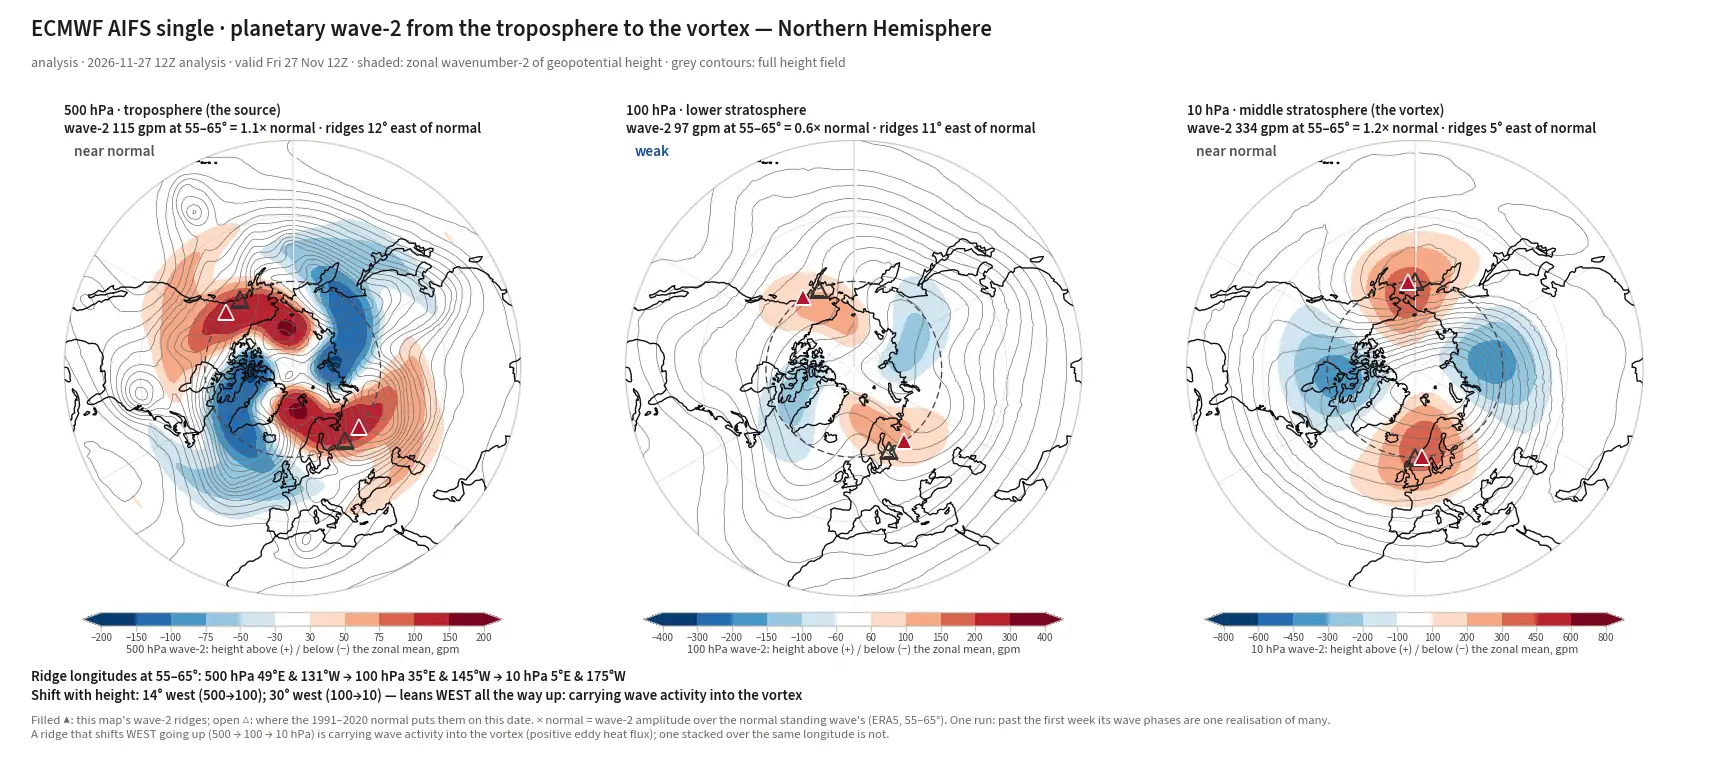 ECMWF AIFS single · planetary wave-2 from the troposphere to the vortex — Northern Hemisphere
analysis · 2026-11-27 12Z analysis · valid Fri 27 Nov 12Z · shaded: zonal wavenumber-2 of geopotential height · grey contours: full height field
500 hPa · troposphere (the source)
wave-2 115 gpm at 55–65° = 1.1× normal · ridges 12° east of normal
near normal
100 hPa · lower stratosphere
wave-2 97 gpm at 55–65° = 0.6× normal · ridges 11° east of normal
weak
10 hPa · middle stratosphere (the vortex)
wave-2 334 gpm at 55–65° = 1.2× normal · ridges 5° east of normal
near normal
−200 −150 −100 −75 −50 −30 30 50 75 100 150 200
500 hPa wave-2: height above (+) / below (−) the zonal mean, gpm
−400 −300 −200 −150 −100 −60 60 100 150 200 300 400
100 hPa wave-2: height above (+) / below (−) the zonal mean, gpm
−800 −600 −450 −300 −200 −100 100 200 300 450 600 800
10 hPa wave-2: height above (+) / below (−) the zonal mean, gpm
Ridge longitudes at 55–65°: 500 hPa 49°E & 131°W → 100 hPa 35°E & 145°W → 10 hPa 5°E & 175°W
Shift with height: 14° west (500→100); 30° west (100→10) — leans WEST all the way up: carrying wave activity into the vortex
Filled ▲: this map's wave-2 ridges; open △: where the 1991–2020 normal puts them on this date. × normal = wave-2 amplitude over the normal standing wave's (ERA5, 55–65°). One run: past the first week its wave phases are one realisation of many.
A ridge that shifts WEST going up (500 → 100 → 10 hPa) is carrying wave activity into the vortex (positive eddy heat flux); one stacked over the same longitude is not.